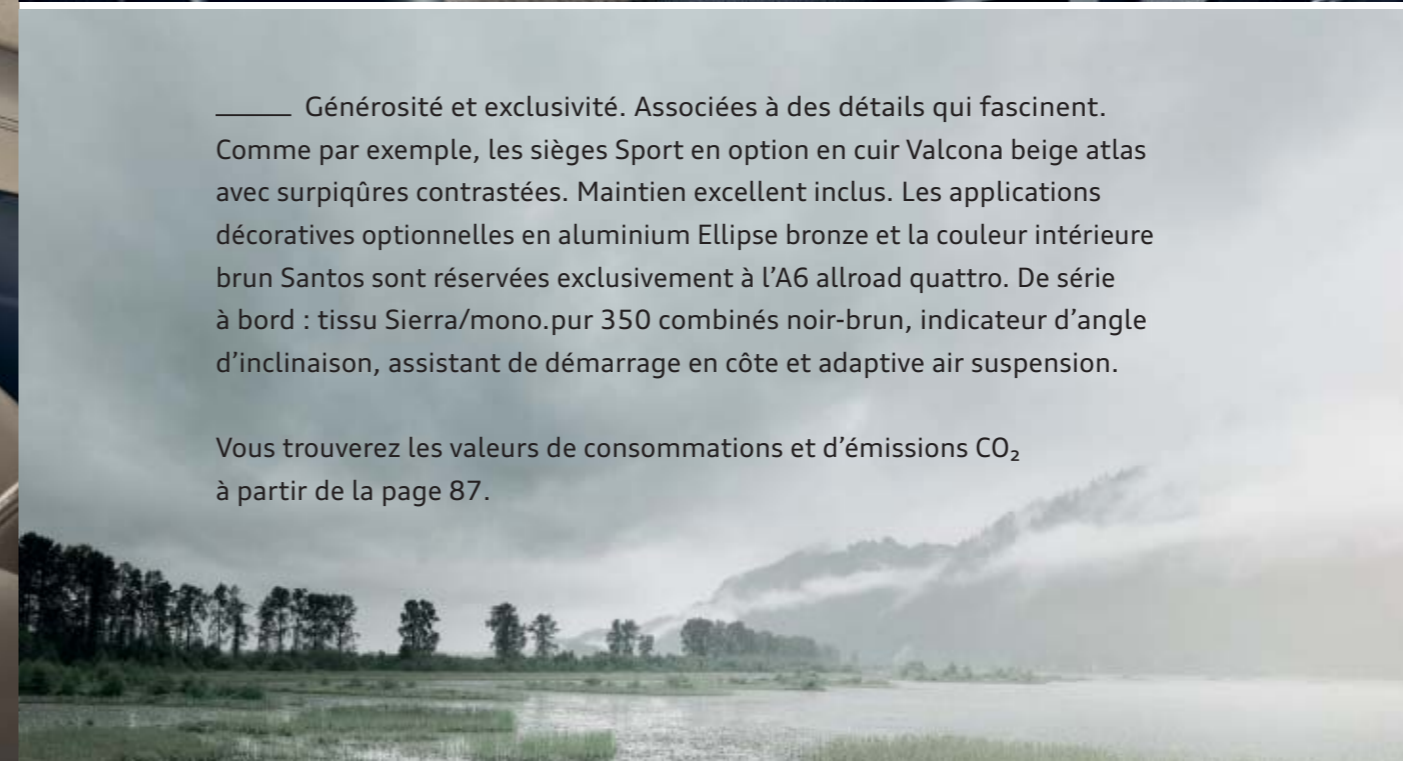 Générosité et exclusivité. Associées à des détails qui fascinent.
Comme par exemple, les sièges Sport en option en cuir Valcona beige atlas
avec surpiqûres contrastées. Maintien excellent inclus. Les applications
décoratives optionnelles en aluminium Ellipse bronze et la couleur intérieure
brun Santos sont réservées exclusivement à l’A6 allroad quattro. De série
à bord : tissu Sierra/mono.pur 350 combinés noir-brun, indicateur d’angle
d’inclinaison, assistant de démarrage en côte et adaptive air suspension.
Vous trouverez les valeurs de consommations et d’émissions CO₂
à partir de la page 87.